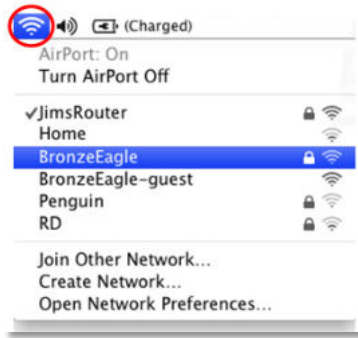 (Charged)
AirPort: On
Turn AirPort Off
✓JimsRouter
Home
BronzeEagle
BronzeEagle-guest
Penguin
RD
Join Other Network...
Create Network...
Open Network Preferences...